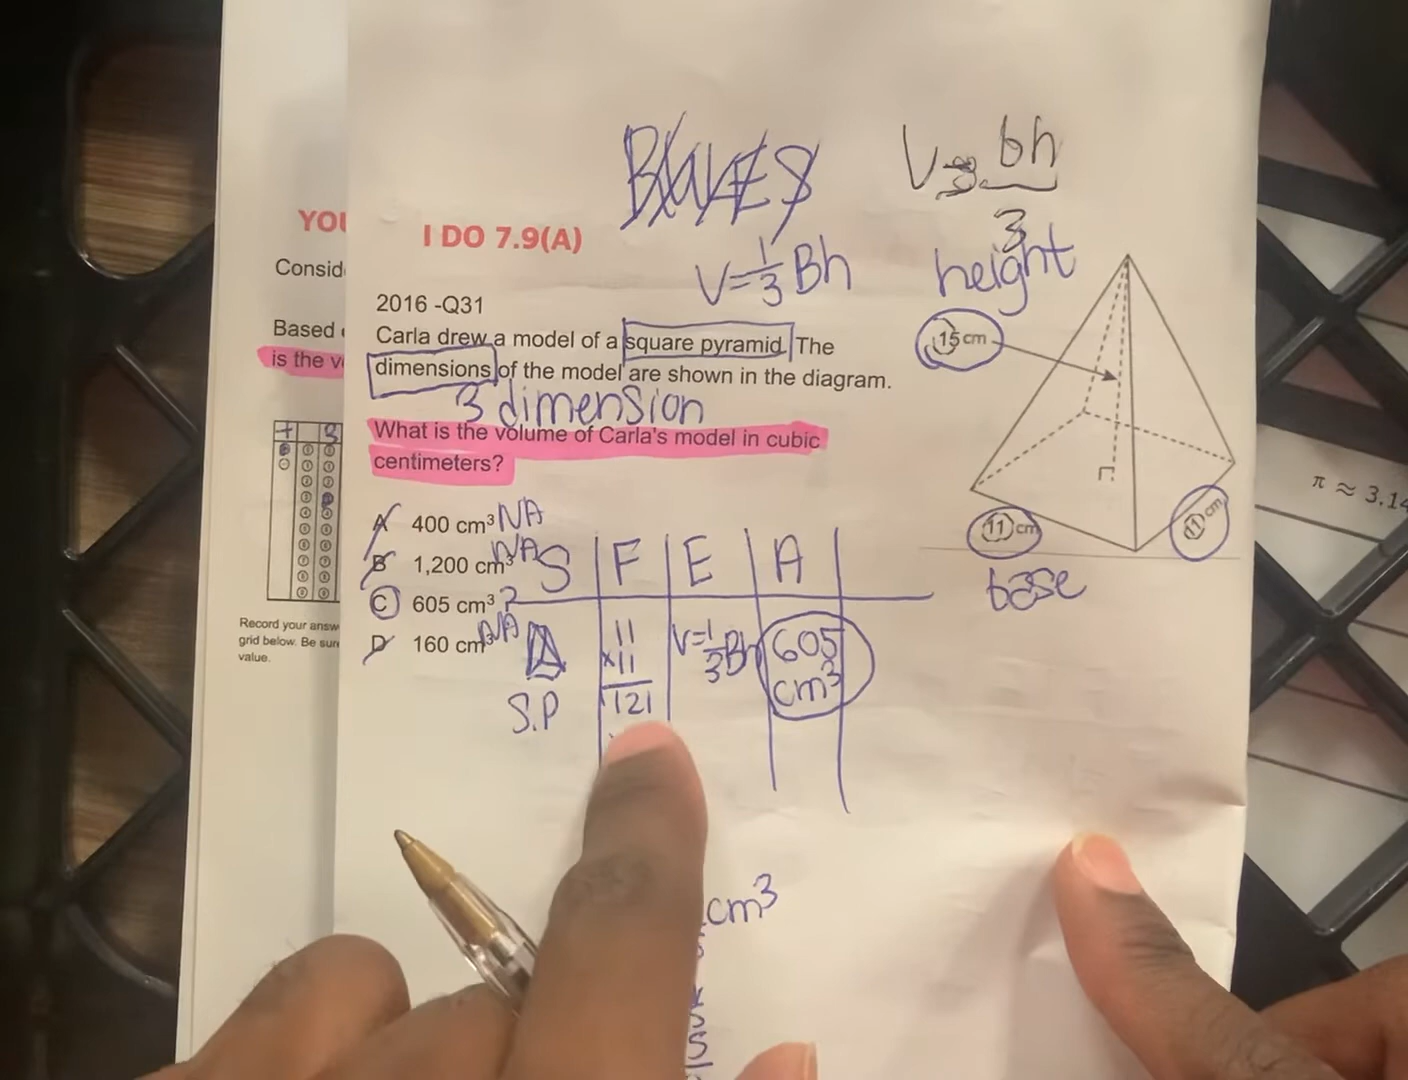 YOU
Consid
Based
is the v
+ 3
Record your answ
grid below. Be sure
value.
I DO 7.9(A)
V= bh
3
V=1/3 Bh
height
2016 -Q31
Carla drew a model of a square pyramid. The
dimensions of the model are shown in the diagram.
3 dimension
What is the volume of Carla's model in cubic
centimeters?
A 400 cm³ NA
B 1,200 cm³ NA
C 605 cm³ ?
D 160 cm³ NA
15 cm
11 cm
11 cm
base
S F E A
S.P
11
x11
121
V=1/3 Bh
605
cm³
cm³
π ≈ 3.14